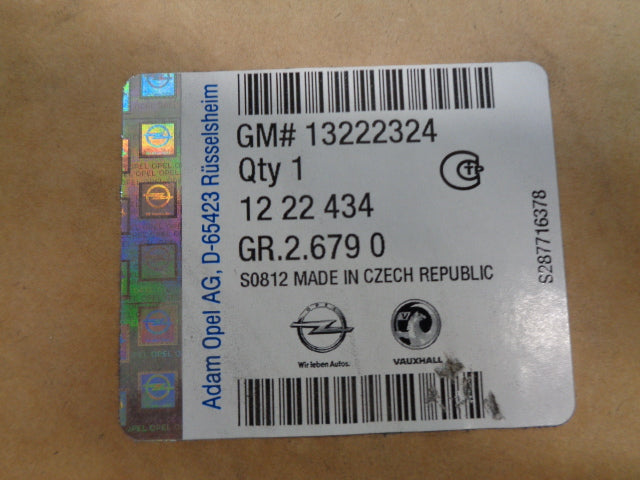 GM# 13222324
Qty 1
12 22 434
GR.2.679 0
S0812 MADE IN CZECH REPUBLIC
OPEL
Wir leben Autos.
VAUXHALL
Adam Opel AG, D-65423 Rüsselsheim
S287716378